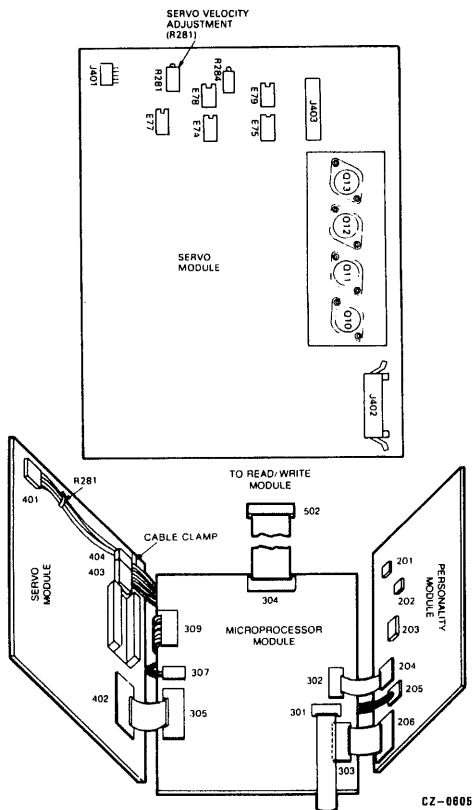 SERVO VELOCITY
ADJUSTMENT
(R281)
J401
R281
R284
E78
E79
J403
E77
E74
E75
Q13
Q12
Q11
Q10
SERVO
MODULE
J402
TO READ/WRITE
MODULE
R281
401
502
CABLE CLAMP
404
403
SERVO
MODULE
304
201
202
203
PERSONALITY
MODULE
309
MICROPROCESSOR
MODULE
307
302
204
205
402
305
301
206
303
CZ-0605